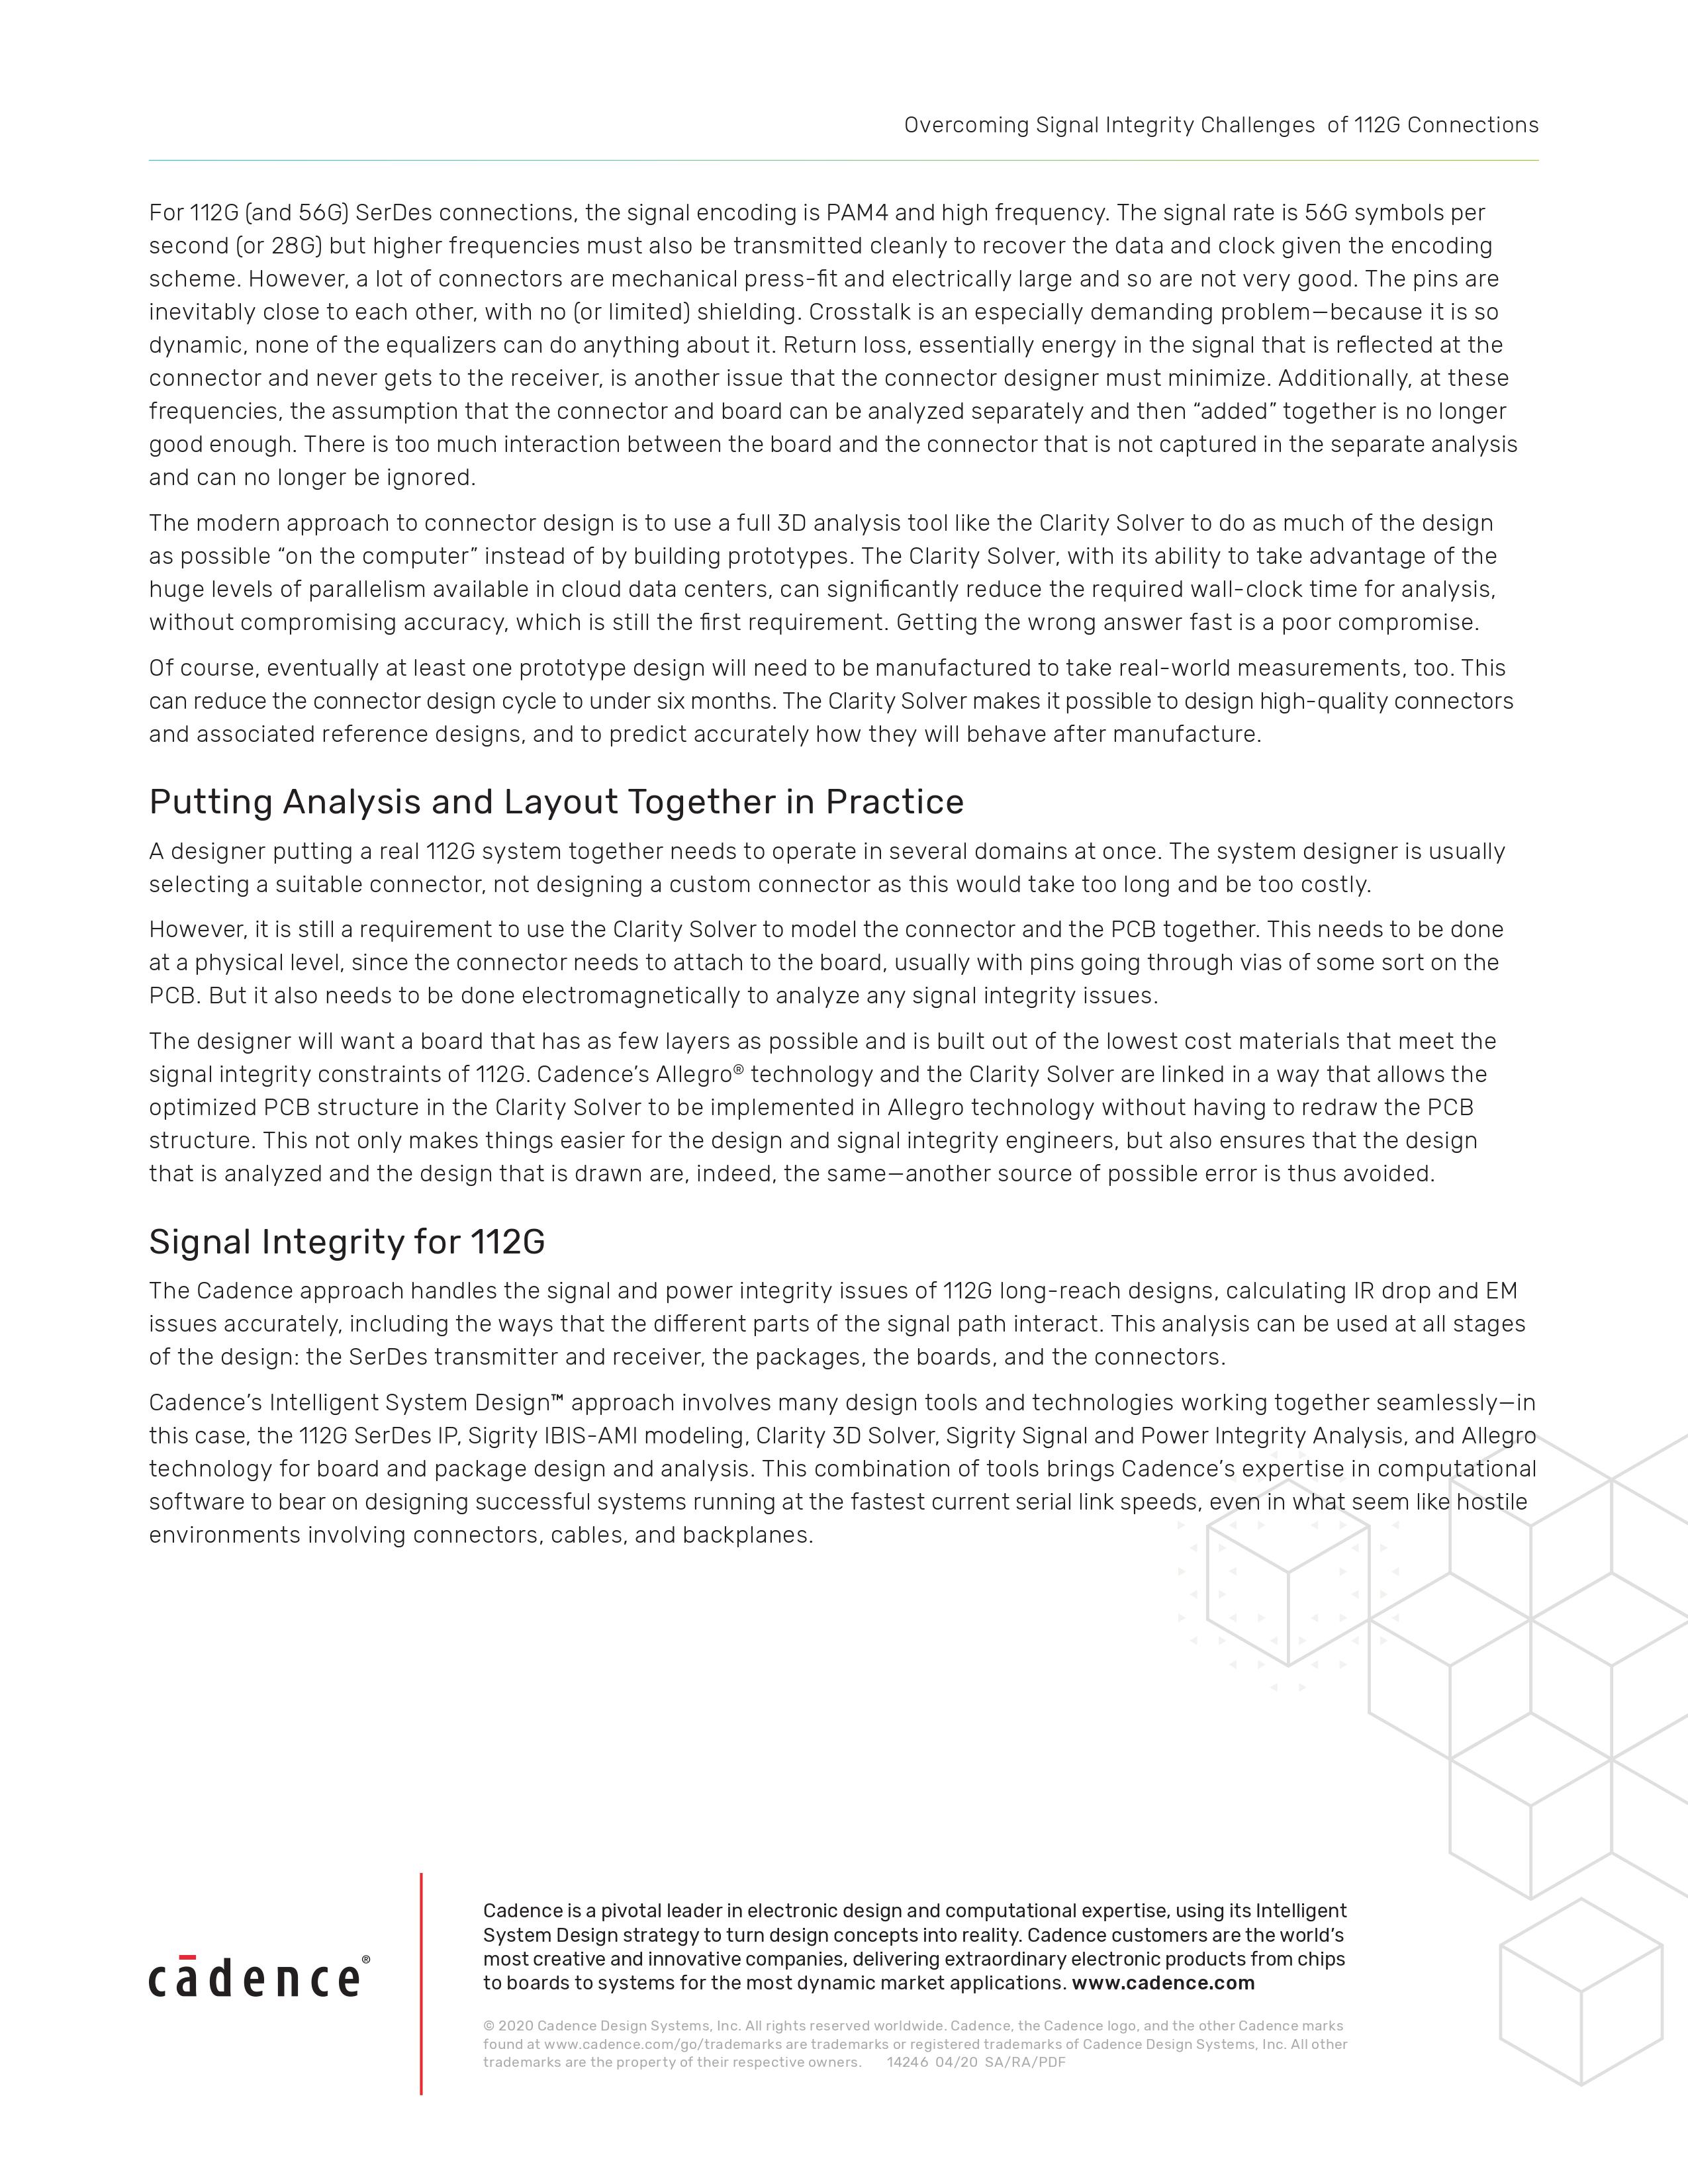 Overcoming Signal Integrity Challenges of 112G Connections
For 112G (and 56G) SerDes connections, the signal encoding is PAM4 and high frequency. The signal rate is 56G symbols per
second (or 28G) but higher frequencies must also be transmitted cleanly to recover the data and clock given the encoding
scheme. However, a lot of connectors are mechanical press-fit and electrically large and so are not very good. The pins are
inevitably close to each other, with no (or limited) shielding. Crosstalk is an especially demanding problem—because it is so
dynamic, none of the equalizers can do anything about it. Return loss, essentially energy in the signal that is reflected at the
connector and never gets to the receiver, is another issue that the connector designer must minimize. Additionally, at these
frequencies, the assumption that the connector and board can be analyzed separately and then “added” together is no longer
good enough. There is too much interaction between the board and the connector that is not captured in the separate analysis
and can no longer be ignored.
The modern approach to connector design is to use a full 3D analysis tool like the Clarity Solver to do as much of the design
as possible “on the computer” instead of by building prototypes. The Clarity Solver, with its ability to take advantage of the
huge levels of parallelism available in cloud data centers, can significantly reduce the required wall-clock time for analysis,
without compromising accuracy, which is still the first requirement. Getting the wrong answer fast is a poor compromise.
Of course, eventually at least one prototype design will need to be manufactured to take real-world measurements, too. This
can reduce the connector design cycle to under six months. The Clarity Solver makes it possible to design high-quality connectors
and associated reference designs, and to predict accurately how they will behave after manufacture.
Putting Analysis and Layout Together in Practice
A designer putting a real 112G system together needs to operate in several domains at once. The system designer is usually
selecting a suitable connector, not designing a custom connector as this would take too long and be too costly.
However, it is still a requirement to use the Clarity Solver to model the connector and the PCB together. This needs to be done
at a physical level, since the connector needs to attach to the board, usually with pins going through vias of some sort on the
PCB. But it also needs to be done electromagnetically to analyze any signal integrity issues.
The designer will want a board that has as few layers as possible and is built out of the lowest cost materials that meet the
signal integrity constraints of 112G. Cadence’s Allegro® technology and the Clarity Solver are linked in a way that allows the
optimized PCB structure in the Clarity Solver to be implemented in Allegro technology without having to redraw the PCB
structure. This not only makes things easier for the design and signal integrity engineers, but also ensures that the design
that is analyzed and the design that is drawn are, indeed, the same—another source of possible error is thus avoided.
Signal Integrity for 112G
The Cadence approach handles the signal and power integrity issues of 112G long-reach designs, calculating IR drop and EM
issues accurately, including the ways that the different parts of the signal path interact. This analysis can be used at all stages
of the design: the SerDes transmitter and receiver, the packages, the boards, and the connectors.
Cadence’s Intelligent System Design™ approach involves many design tools and technologies working together seamlessly—in
this case, the 112G SerDes IP, Sigrity IBIS-AMI modeling, Clarity 3D Solver, Sigrity Signal and Power Integrity Analysis, and Allegro
technology for board and package design and analysis. This combination of tools brings Cadence’s expertise in computational
software to bear on designing successful systems running at the fastest current serial link speeds, even in what seem like hostile
environments involving connectors, cables, and backplanes.
cādence®
Cadence is a pivotal leader in electronic design and computational expertise, using its Intelligent
System Design strategy to turn design concepts into reality. Cadence customers are the world’s
most creative and innovative companies, delivering extraordinary electronic products from chips
to boards to systems for the most dynamic market applications. www.cadence.com
© 2020 Cadence Design Systems, Inc. All rights reserved worldwide. Cadence, the Cadence logo, and the other Cadence marks
found at www.cadence.com/go/trademarks are trademarks or registered trademarks of Cadence Design Systems, Inc. All other
trademarks are the property of their respective owners. 14246 04/20 SA/RA/PDF